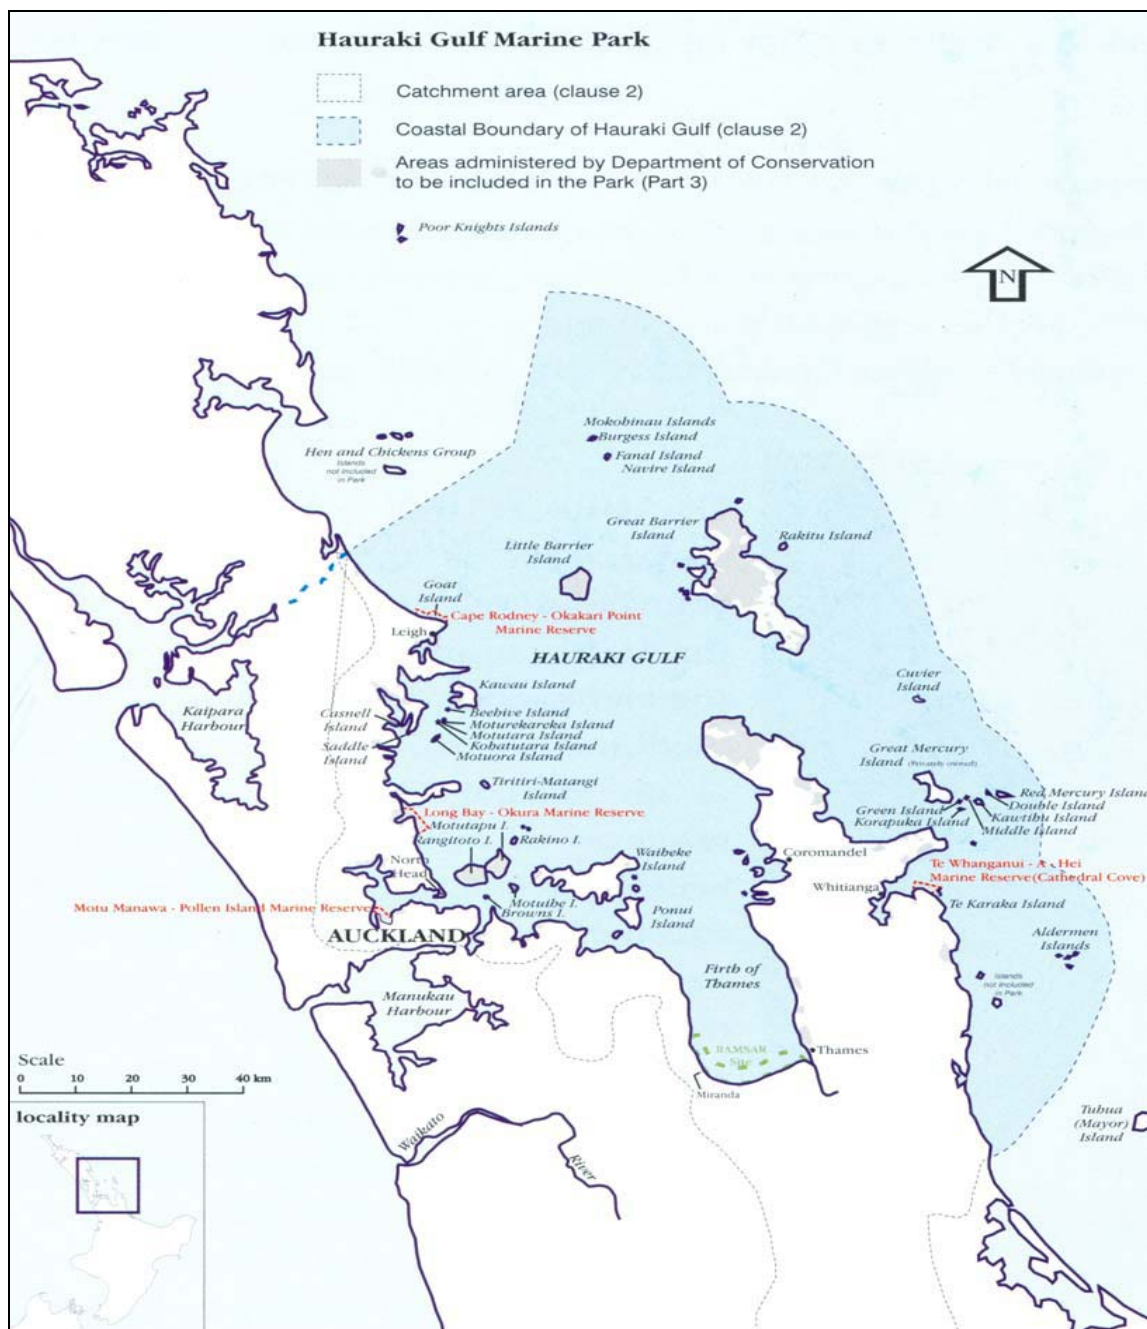 Hauraki Gulf Marine Park
Catchment area (clause 2)
Coastal Boundary of Hauraki Gulf (clause 2)
Areas administered by Department of Conservation
to be included in the Park (Part 3)
Poor Knights Islands
N
Mokohinau Islands
Burgess Island
Fanal Island
Navire Island
Hen and Chickens Group
Islands
not included
in Park
Great Barrier
Island
Rakitu Island
Little Barrier
Island
Goat
Island
Cape Rodney - Okakari Point
Marine Reserve
Leigh
HAURAKI GULF
Cuvier
Island
Kawau Island
Kaipara
Harbour
Casnell
Island
Beehive Island
Moturekareka Island
Motutara Island
Kohatutara Island
Motuora Island
Saddle
Island
Great Mercury
Island (Privately owned)
Tiritiri-Matangi
Island
Red Mercury Island
Double Island
Kawtihu Island
Middle Island
Green Island
Korapuka Island
Long Bay - Okura Marine Reserve
Motutapu I.
Rangitoto I.
Rakino I.
North
Head
Waiheke
Island
Coromandel
Te Whanganui - A - Hei
Marine Reserve(Cathedral Cove)
Whitianga
Te Karaka Island
Motu Manawa - Pollen Island Marine Reserve
Motuihe I.
Browns I.
Ponui
Island
AUCKLAND
Aldermen
Islands
Islands
not included
in Park
Firth of
Thames
Manukau
Harbour
RAMSAR
Site
Thames
Miranda
Scale
0 10 20 30 40 km
Tuhua
(Mayor)
Island
locality map
Waikato
River